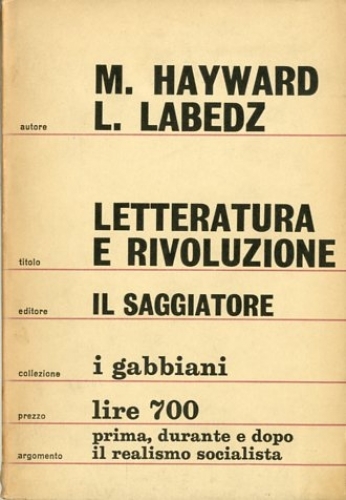 M. HAYWARD
autore L. LABEDZ
LETTERATURA
titolo E RIVOLUZIONE
editore IL SAGGIATORE
collezione i gabbiani
prezzo lire 700
prima, durante e dopo
argomento il realismo socialista